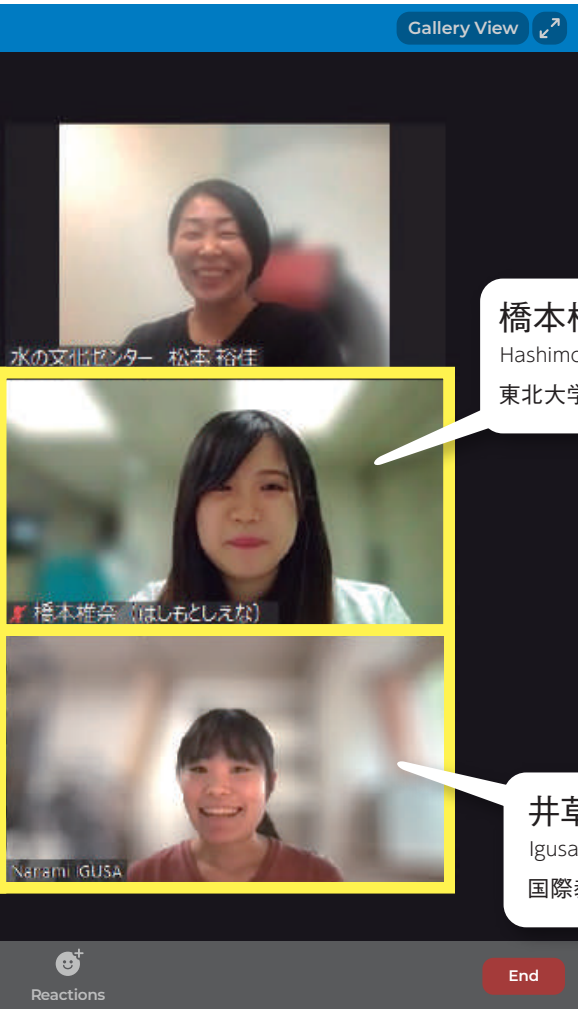 Gallery View
水の文化センター 松本 裕佳
橋本
Hashimo
東北大学
橋本椎奈 (はしもとしえな)
井草
Igusa
国際
Nanami IGUSA
Reactions
End